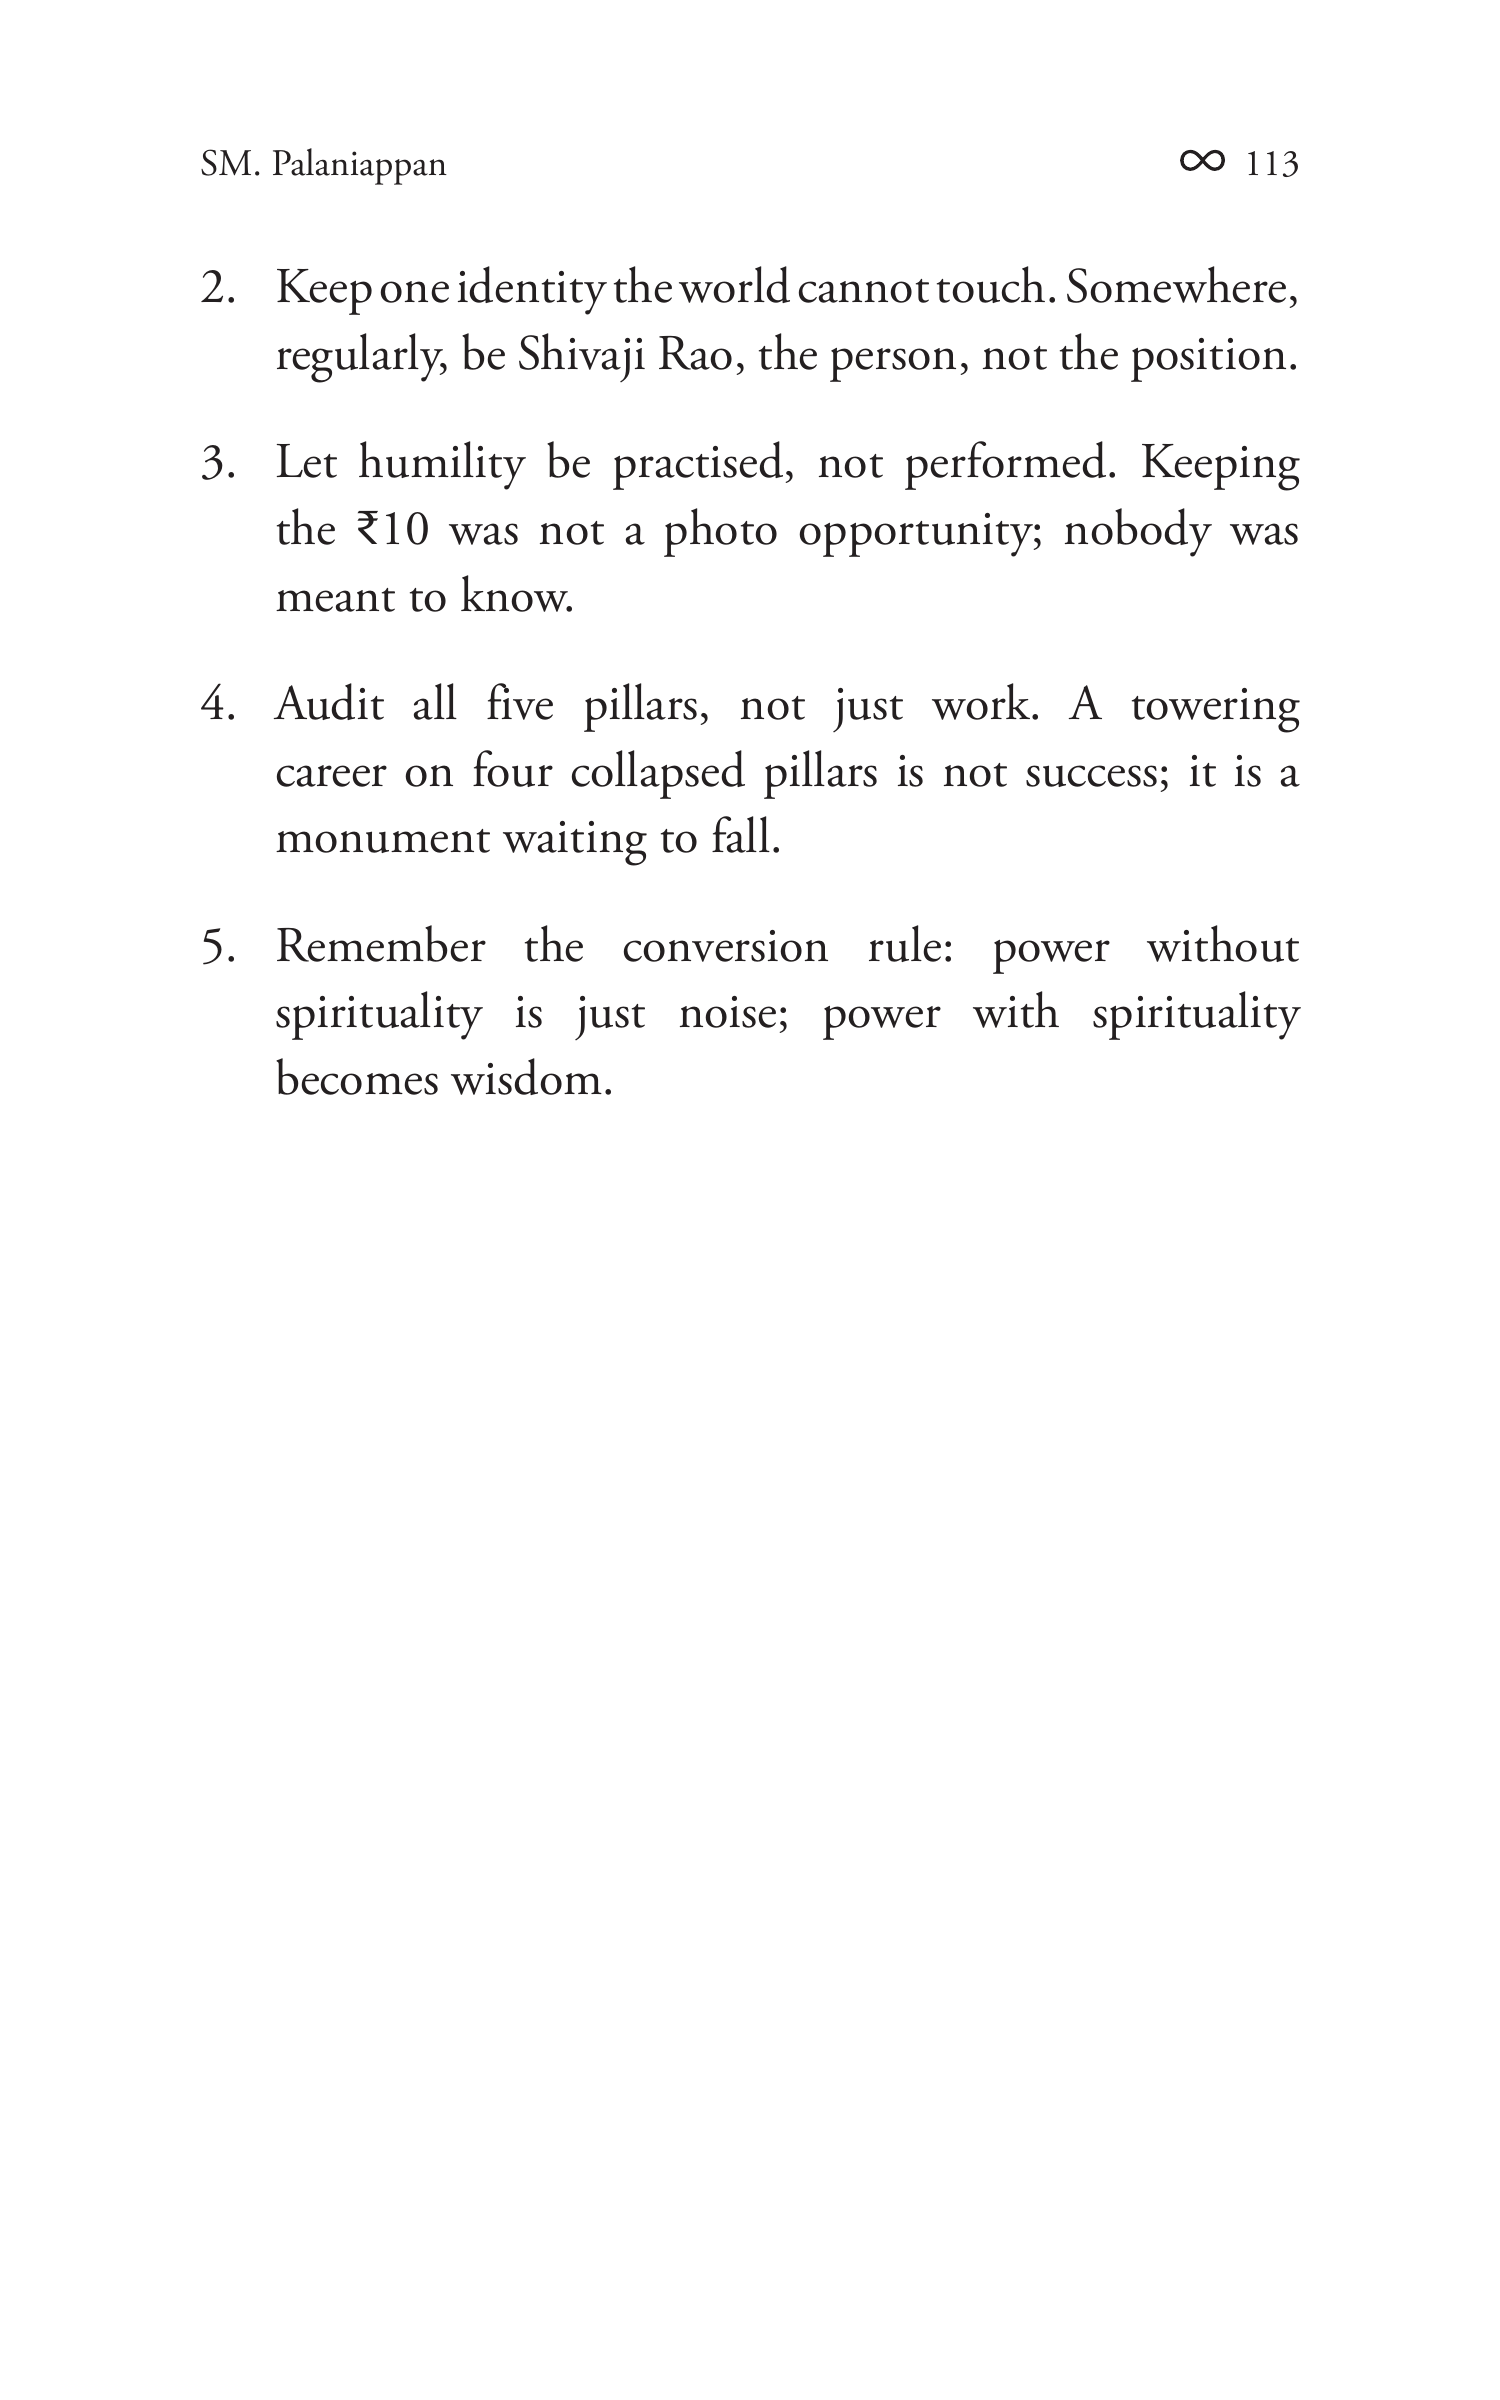 SM. Palaniappan ∞ 113
2. Keep one identity the world cannot touch. Somewhere,
regularly, be Shivaji Rao, the person, not the position.
3. Let humility be practised, not performed. Keeping
the ₹10 was not a photo opportunity; nobody was
meant to know.
4. Audit all five pillars, not just work. A towering
career on four collapsed pillars is not success; it is a
monument waiting to fall.
5. Remember the conversion rule: power without
spirituality is just noise; power with spirituality
becomes wisdom.